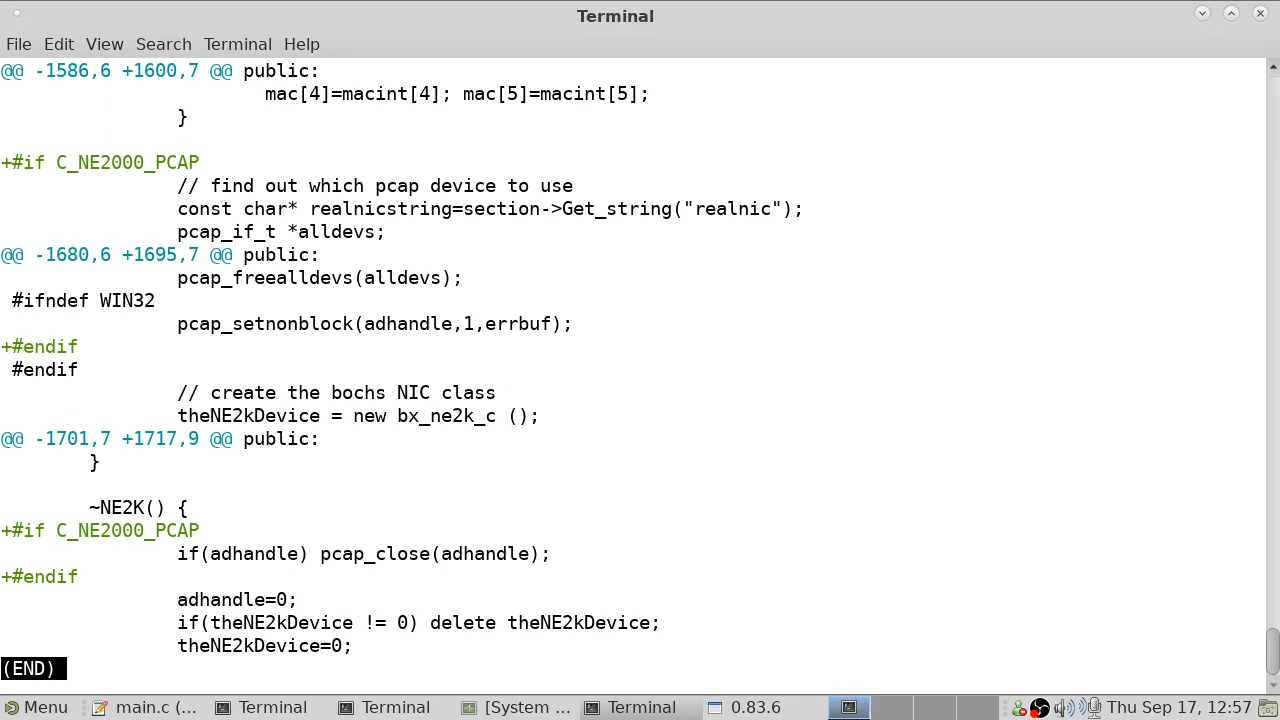 Terminal
File Edit View Search Terminal Help
@@ -1586,6 +1600,7 @@ public:
                        mac[4]=macint[4]; mac[5]=macint[5];
                }

+#if C_NE2000_PCAP
                // find out which pcap device to use
                const char* realnicstring=section->Get_string("realnic");
                pcap_if_t *alldevs;
@@ -1680,6 +1695,7 @@ public:
                pcap_freealldevs(alldevs);
 #ifndef WIN32
                pcap_setnonblock(adhandle,1,errbuf);
+#endif
 #endif
                // create the bochs NIC class
                theNE2kDevice = new bx_ne2k_c ();
@@ -1701,7 +1717,9 @@ public:
        }

        ~NE2K() {
+#if C_NE2000_PCAP
                if(adhandle) pcap_close(adhandle);
+#endif
                adhandle=0;
                if(theNE2kDevice != 0) delete theNE2kDevice;
                theNE2kDevice=0;
(END)
Menu main.c (... Terminal Terminal [System ... Terminal 0.83.6 Thu Sep 17, 12:57